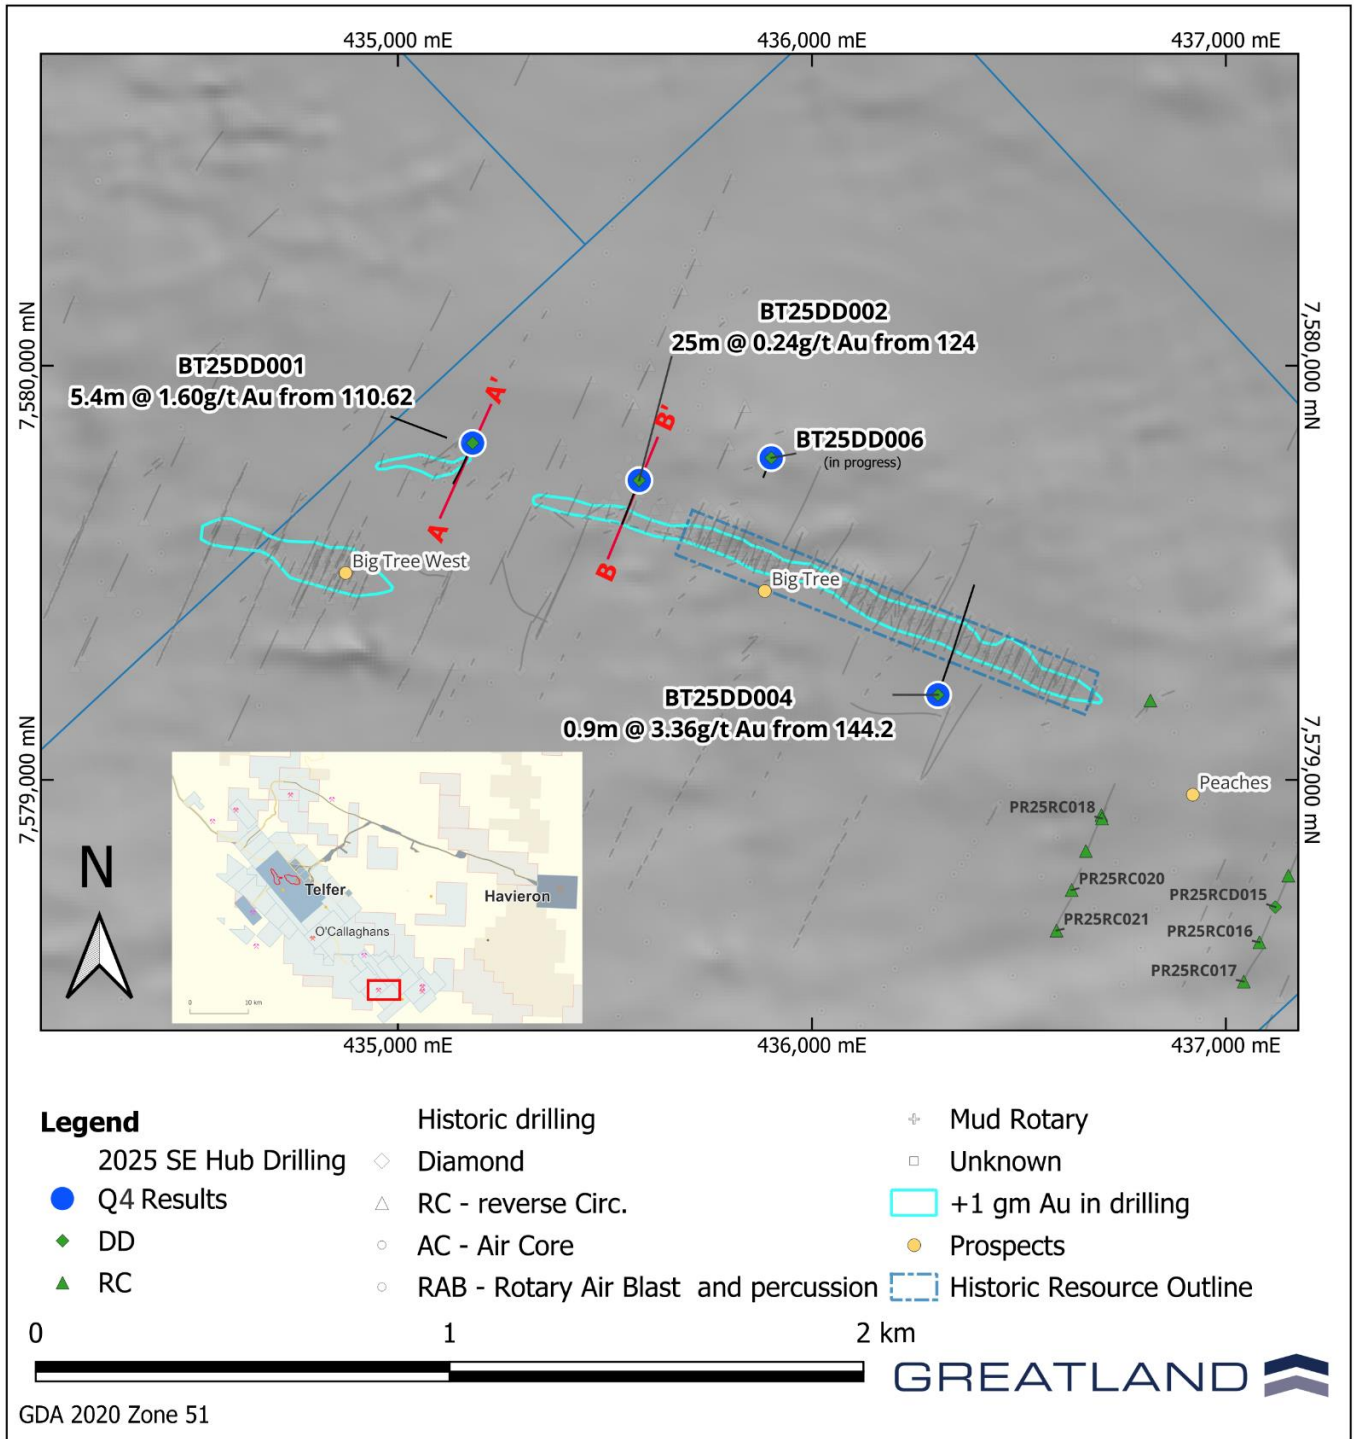 435,000 mE
436,000 mE
437,000 mE
7,580,000 mN
7,580,000 mN
BT25DD002
25m @ 0.24g/t Au from 124
BT25DD001
5.4m @ 1.60g/t Au from 110.62
A'
B'
BT25DD006
(in progress)
A
B
Big Tree West
Big Tree
BT25DD004
0.9m @ 3.36g/t Au from 144.2
7,579,000 mN
7,579,000 mN
Peaches
PR25RC018
PR25RC020
PR25RCD015
PR25RC021
PR25RC016
PR25RC017
N
Telfer
Havieron
O'Callaghans
0
10 km
435,000 mE
436,000 mE
437,000 mE
Legend
2025 SE Hub Drilling
Q4 Results
DD
RC
Historic drilling
Diamond
RC - reverse Circ.
AC - Air Core
RAB - Rotary Air Blast and percussion
Mud Rotary
Unknown
+1 gm Au in drilling
Prospects
Historic Resource Outline
0
1
2 km
GREATLAND
GDA 2020 Zone 51